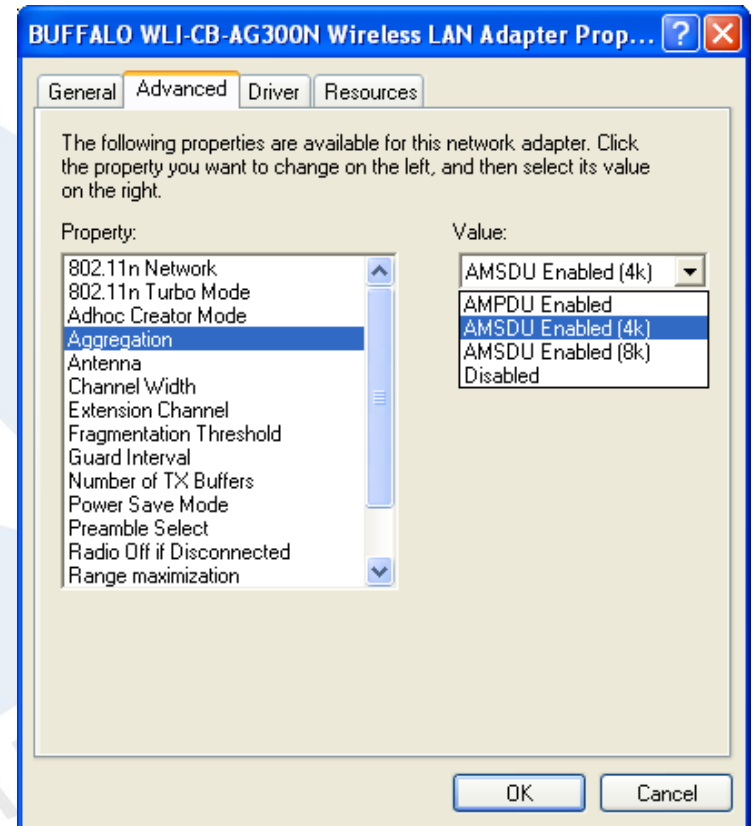 BUFFALO WLI-CB-AG300N Wireless LAN Adapter Prop...
General Advanced Driver Resources
The following properties are available for this network adapter. Click
the property you want to change on the left, and then select its value
on the right.
Property:
802.11n Network
802.11n Turbo Mode
Adhoc Creator Mode
Aggregation
Antenna
Channel Width
Extension Channel
Fragmentation Threshold
Guard Interval
Number of TX Buffers
Power Save Mode
Preamble Select
Radio Off if Disconnected
Range maximization
Value:
AMSDU Enabled (4k)
AMPDU Enabled
AMSDU Enabled (4k)
AMSDU Enabled (8k)
Disabled
OK Cancel